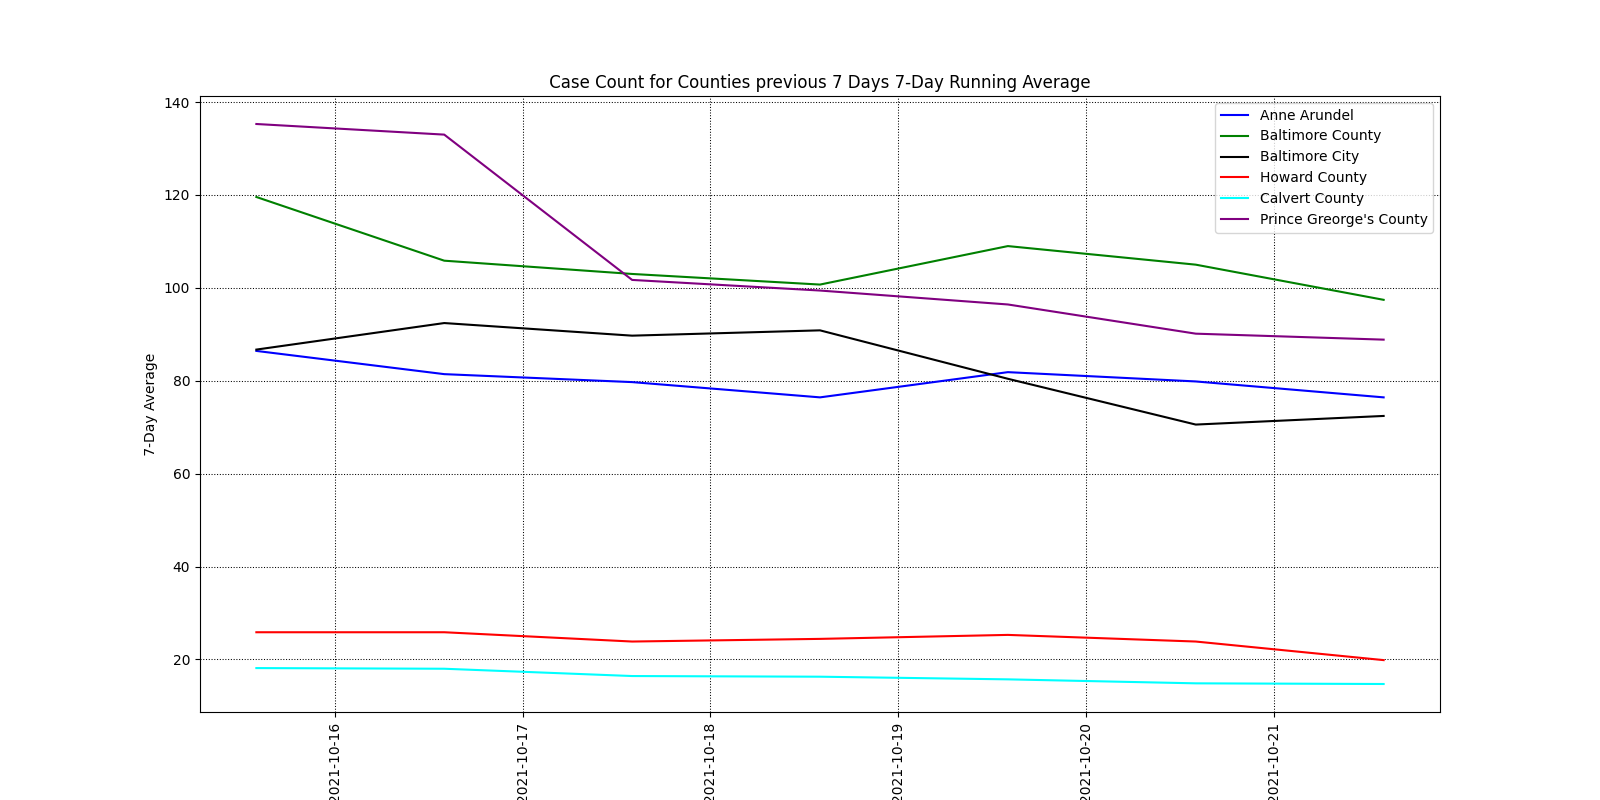 Case Count for Counties previous 7 Days 7-Day Running Average
140
120
100
80
60
40
20
7-Day Average
Anne Arundel
Baltimore County
Baltimore City
Howard County
Calvert County
Prince Greorge's County
2021-10-16
2021-10-17
2021-10-18
2021-10-19
2021-10-20
2021-10-21